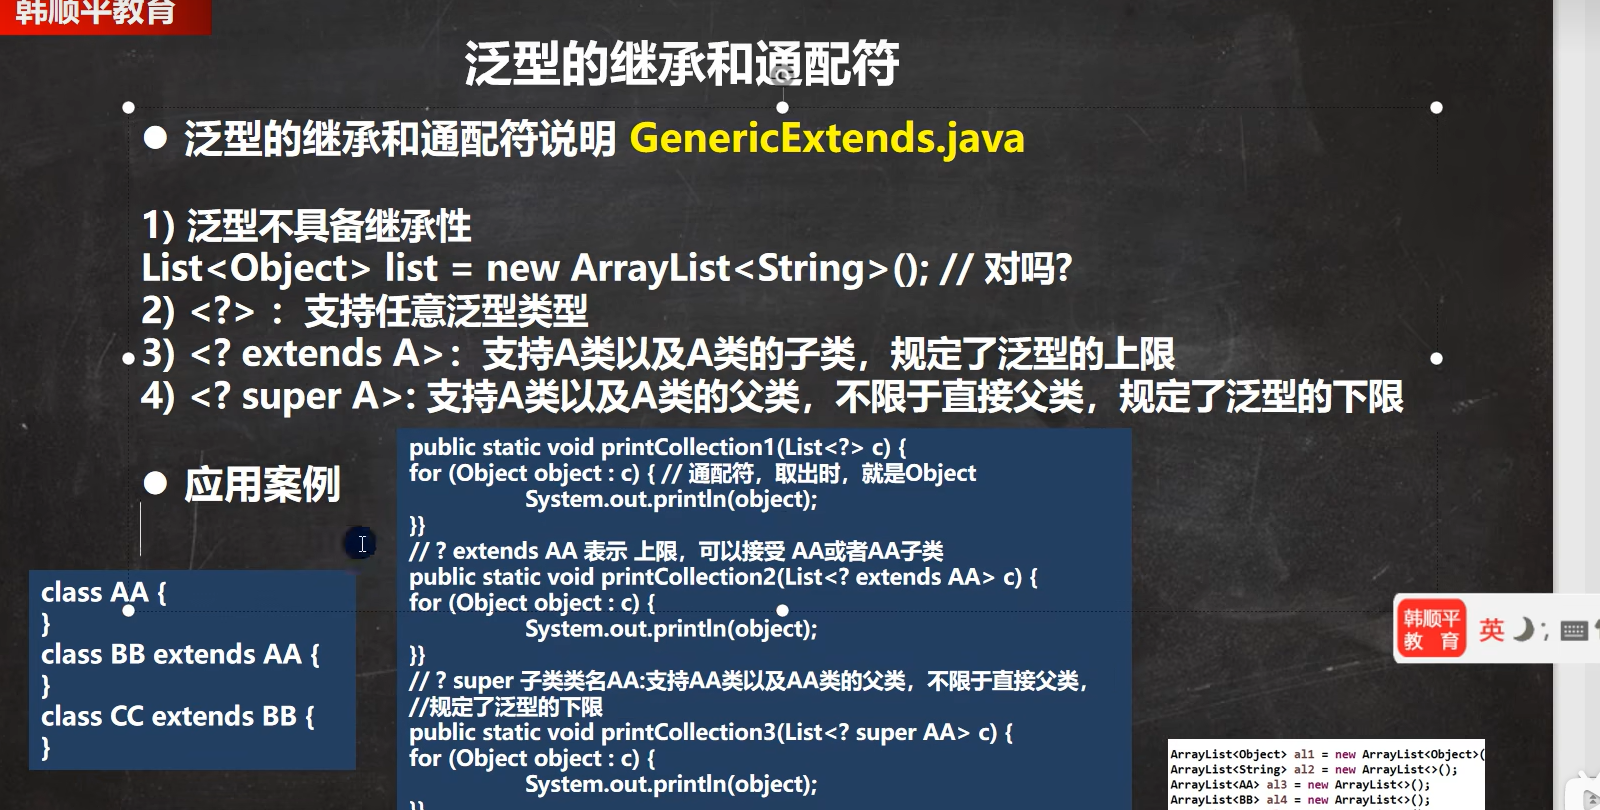 韩顺平教育
泛型的继承和通配符
● 泛型的继承和通配符说明 GenericExtends.java
1) 泛型不具备继承性
List<Object> list = new ArrayList<String>(); // 对吗?
2) <?> ：支持任意泛型类型
3) <? extends A>：支持A类以及A类的子类，规定了泛型的上限
4) <? super A>: 支持A类以及A类的父类，不限于直接父类，规定了泛型的下限
● 应用案例
class AA {
}
class BB extends AA {
}
class CC extends BB {
}
public static void printCollection1(List<?> c) {
for (Object object : c) { // 通配符，取出时，就是Object
System.out.println(object);
}}
// ? extends AA 表示 上限，可以接受 AA或者AA子类
public static void printCollection2(List<? extends AA> c) {
for (Object object : c) {
System.out.println(object);
}}
// ? super 子类类名AA:支持AA类以及AA类的父类，不限于直接父类，
//规定了泛型的下限
public static void printCollection3(List<? super AA> c) {
for (Object object : c) {
System.out.println(object);
}}
ArrayList<Object> al1 = new ArrayList<Object>(
ArrayList<String> al2 = new ArrayList<>();
ArrayList<AA> al3 = new ArrayList<>();
ArrayList<BB> al4 = new ArrayList<>();
韩顺平
教 育
英